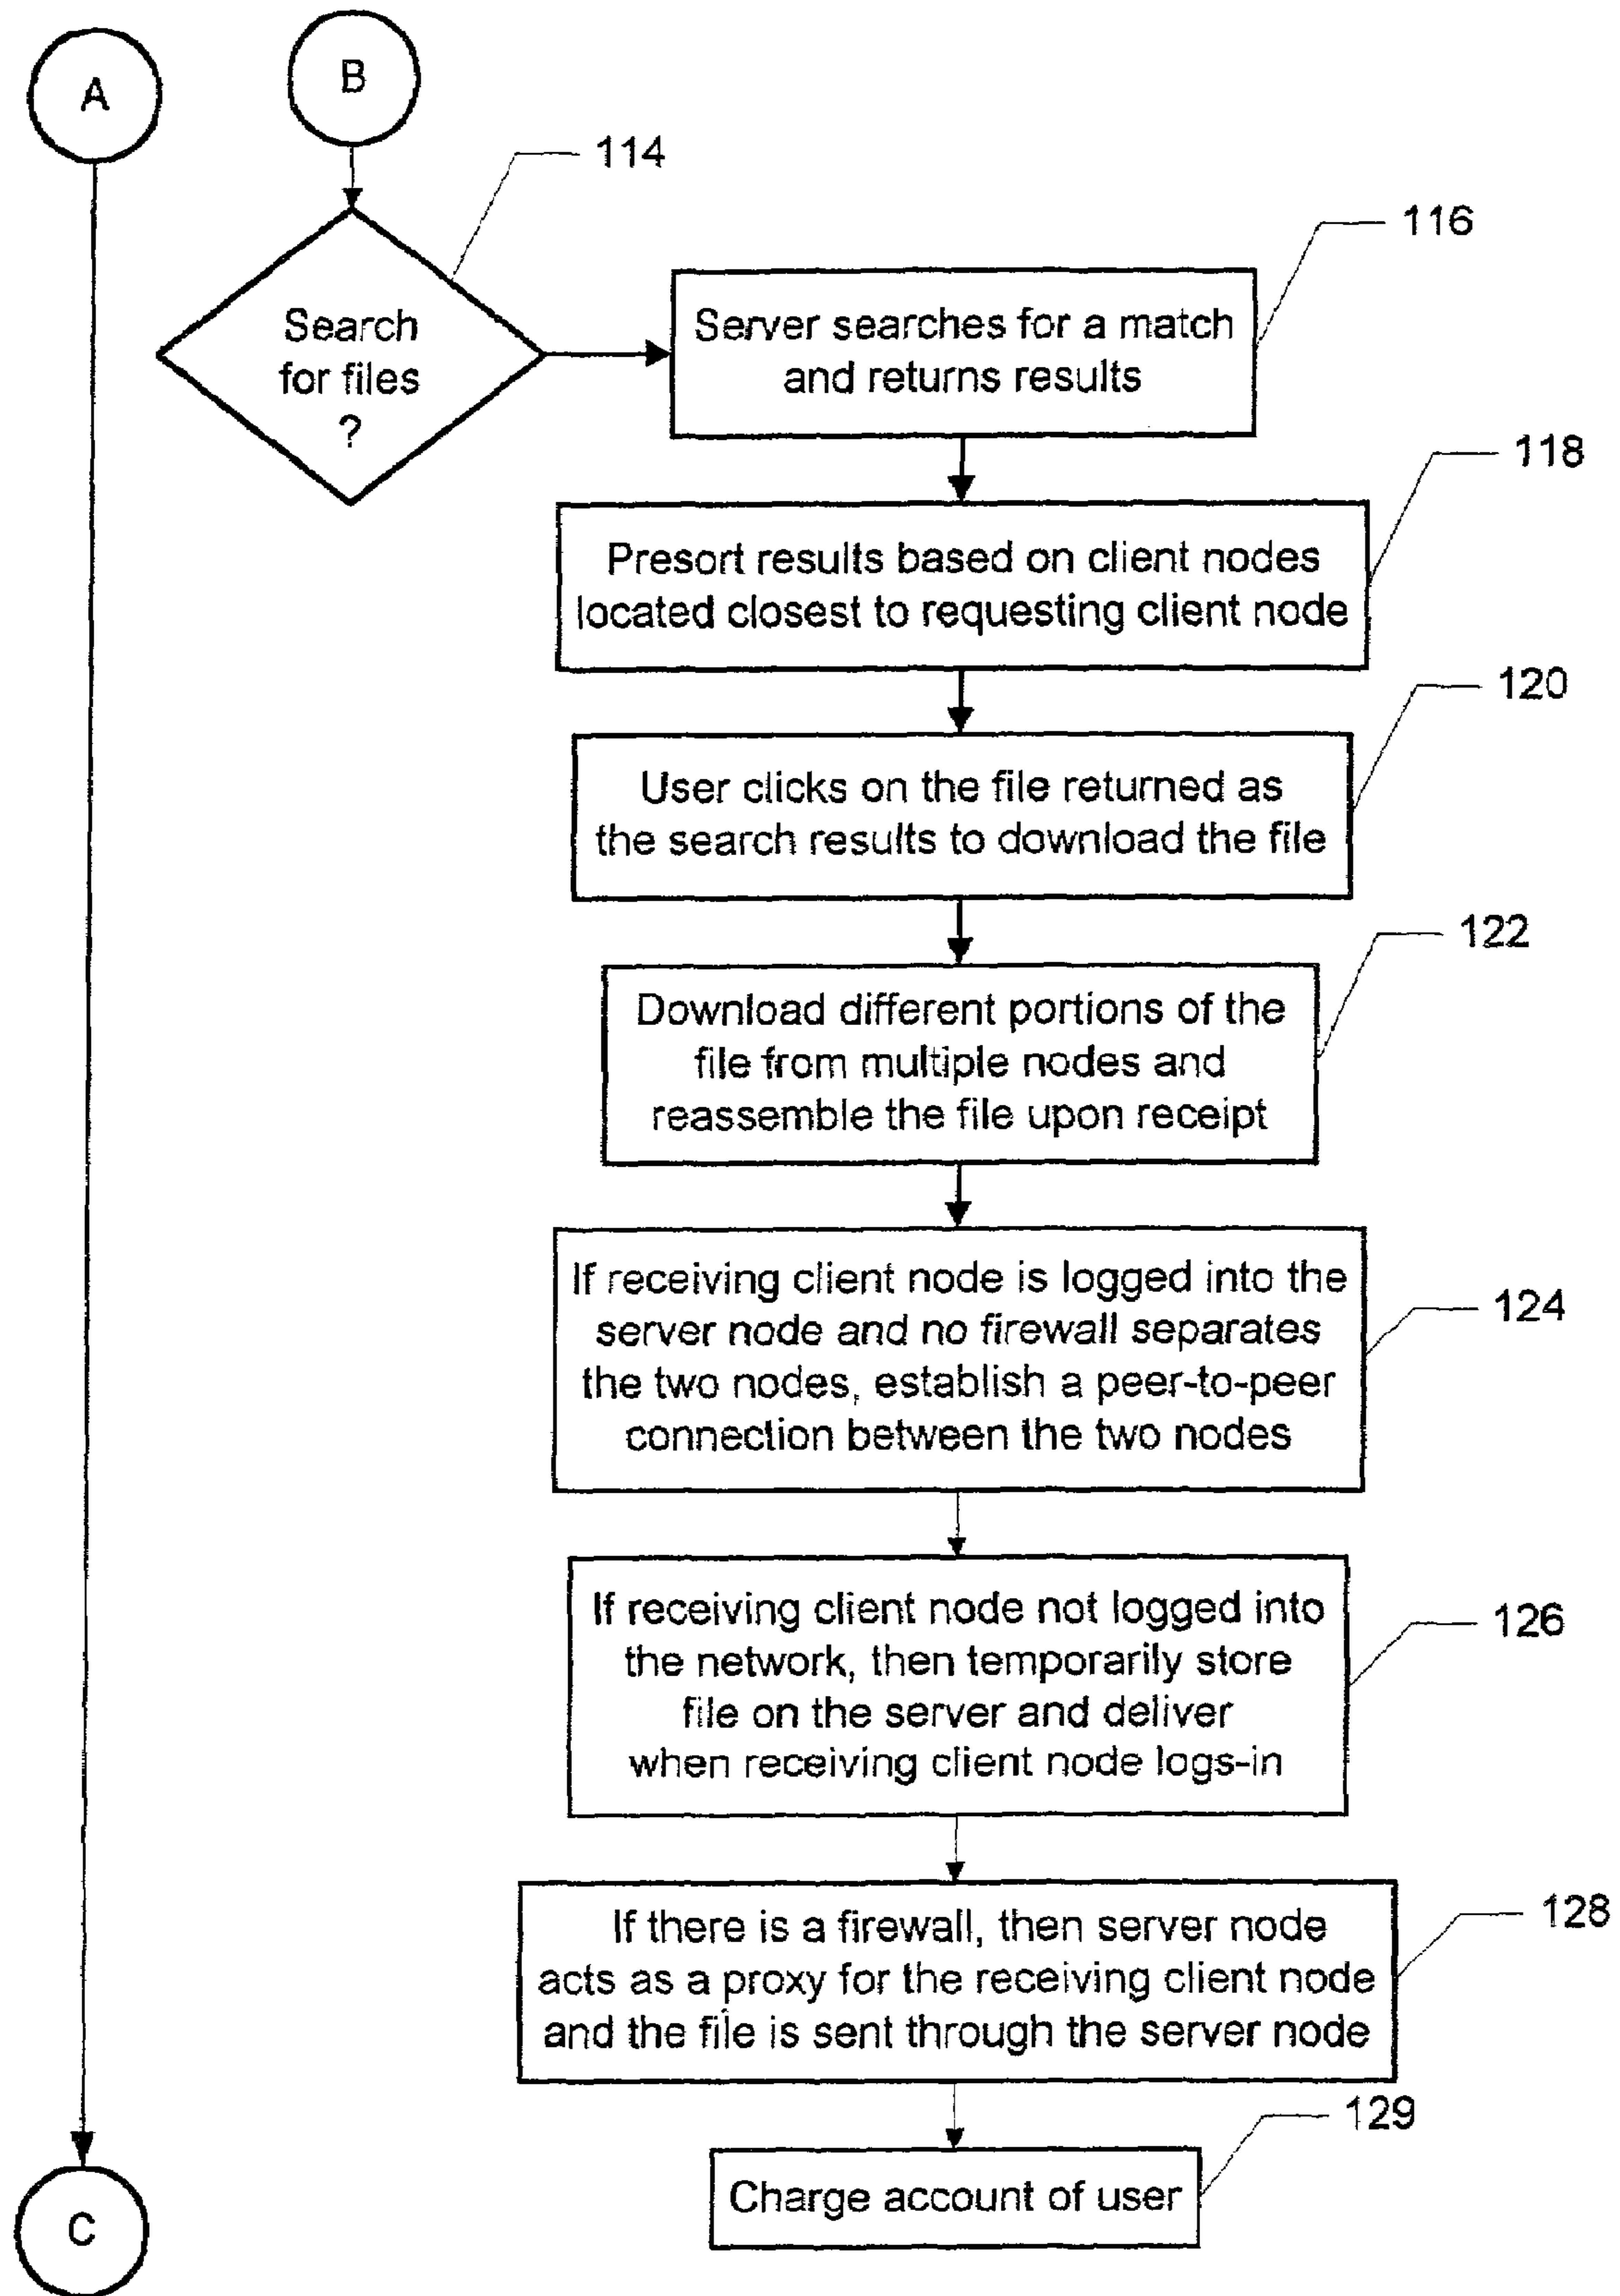 A
B
114
Search
for files
?
116
Server searches for a match
and returns results
118
Presort results based on client nodes
located closest to requesting client node
120
User clicks on the file returned as
the search results to download the file
122
Download different portions of the
file from multiple nodes and
reassemble the file upon receipt
124
If receiving client node is logged into the
server node and no firewall separates
the two nodes, establish a peer-to-peer
connection between the two nodes
126
If receiving client node not logged into
the network, then temporarily store
file on the server and deliver
when receiving client node logs-in
128
If there is a firewall, then server node
acts as a proxy for the receiving client node
and the file is sent through the server node
129
Charge account of user
C